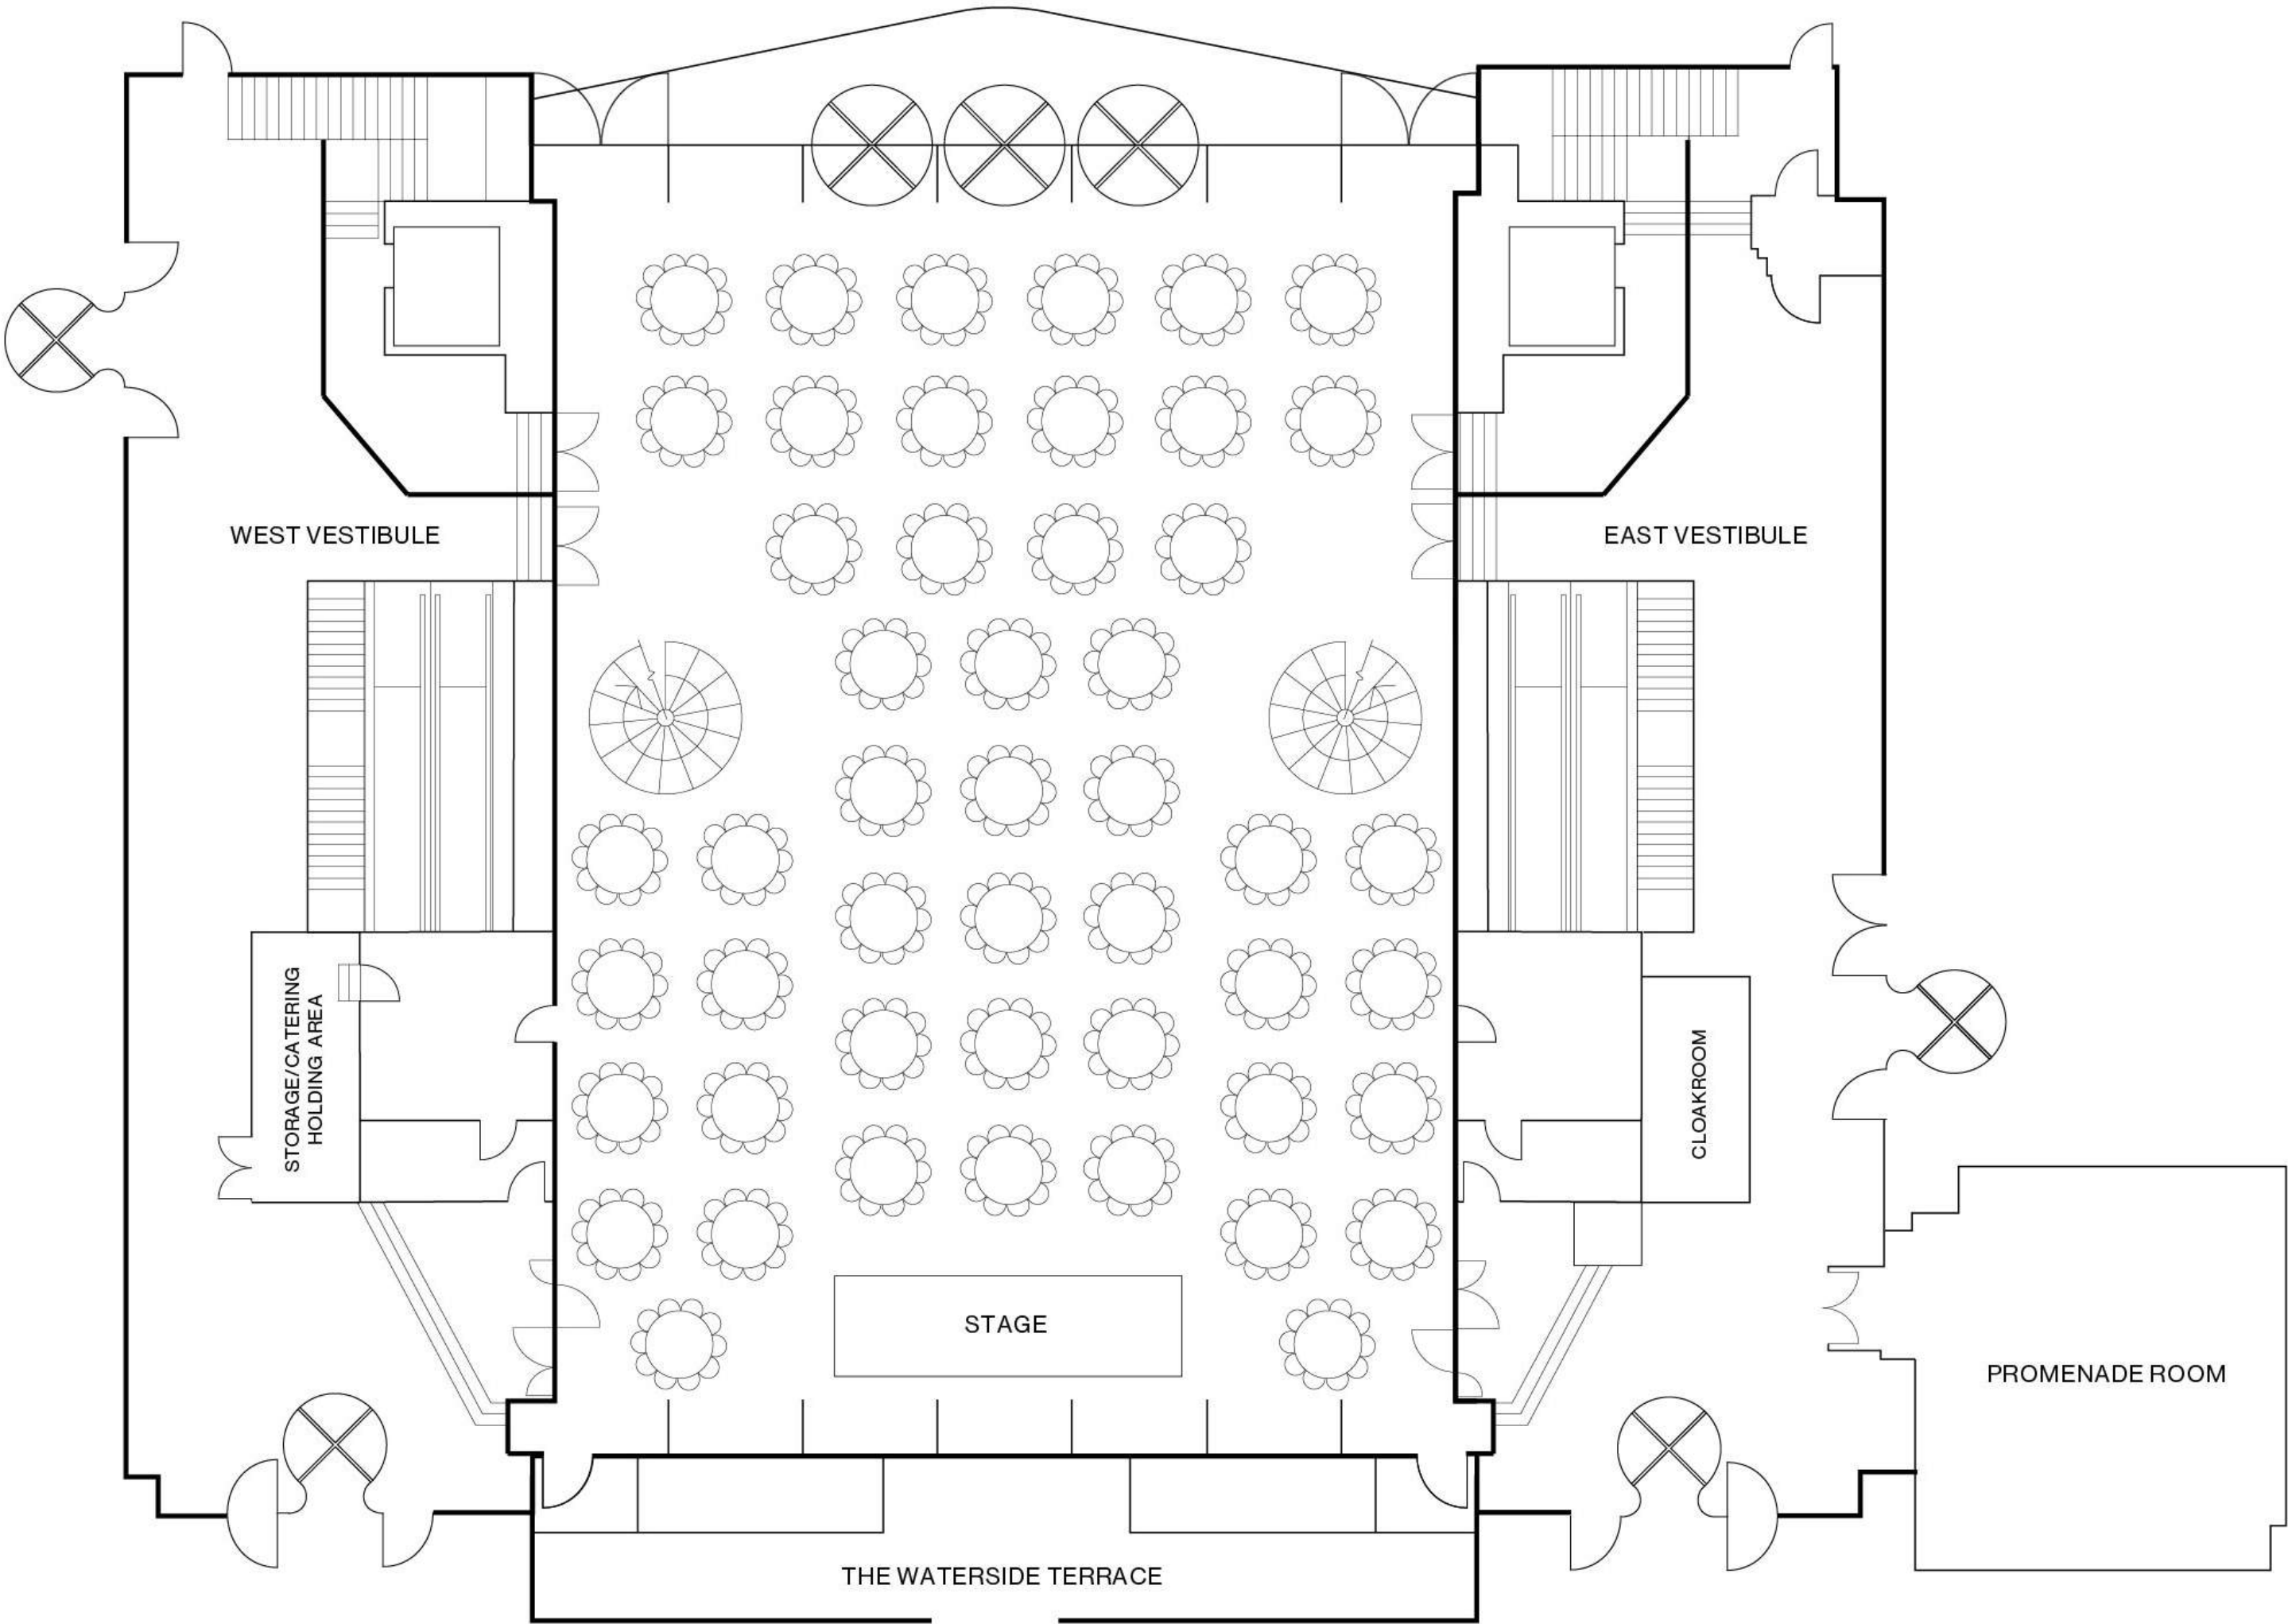 WEST VESTIBULE
EAST VESTIBULE
STORAGE/CATERING
HOLDING AREA
CLOAKROOM
STAGE
PROMENADE ROOM
THE WATERSIDE TERRACE